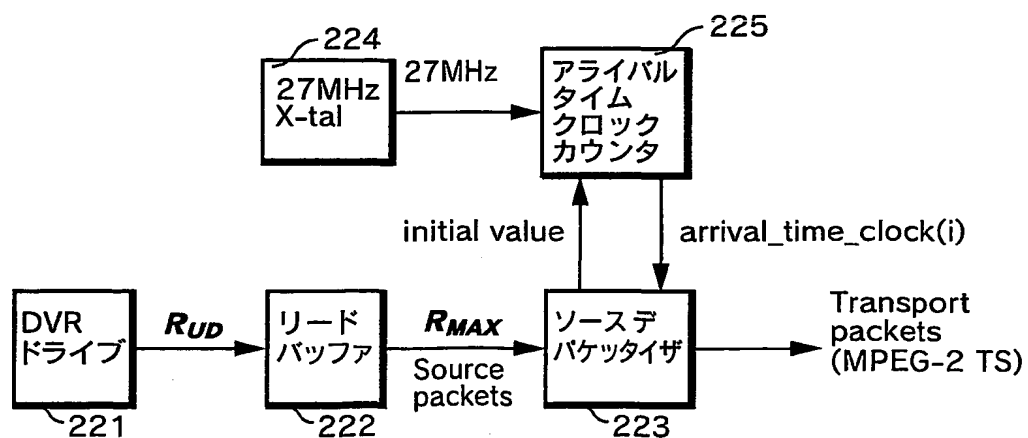 224
27MHz
X-tal
27MHz
225
アライバル
タイム
クロック
カウンタ
initial value
arrival_time_clock(i)
DVR
ドライブ
221
RUD
リード
バッファ
222
RMAX
Source
packets
ソースデ
パケッタイザ
223
Transport
packets
(MPEG-2 TS)